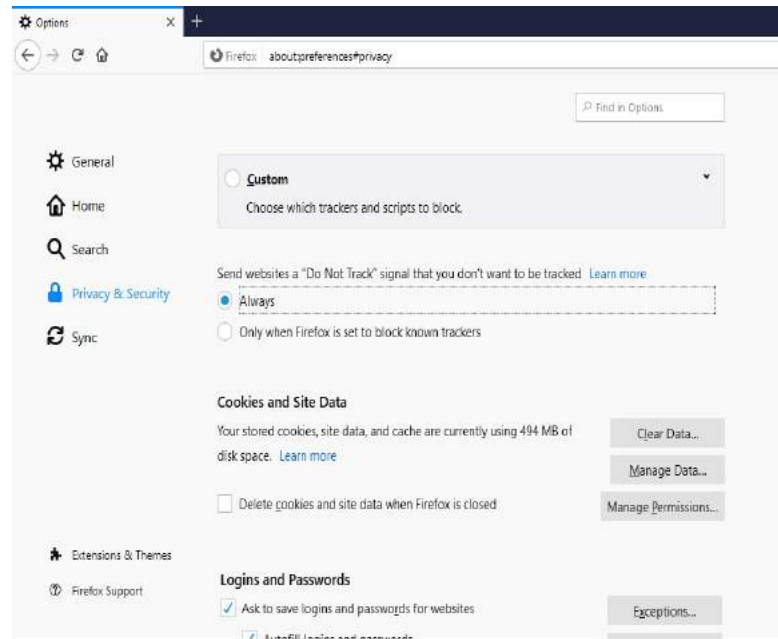 Options
Firefox about:preferences#privacy
Find in Options
General
Home
Search
Privacy & Security
Sync
Extensions & Themes
Firefox Support
Custom
Choose which trackers and scripts to block.
Send websites a "Do Not Track" signal that you don't want to be tracked Learn more
Always
Only when Firefox is set to block known trackers
Cookies and Site Data
Your stored cookies, site data, and cache are currently using 494 MB of
disk space. Learn more
Clear Data...
Manage Data...
Delete cookies and site data when Firefox is closed
Manage Permissions...
Logins and Passwords
Ask to save logins and passwords for websites
Exceptions...
Autofill logins and passwords